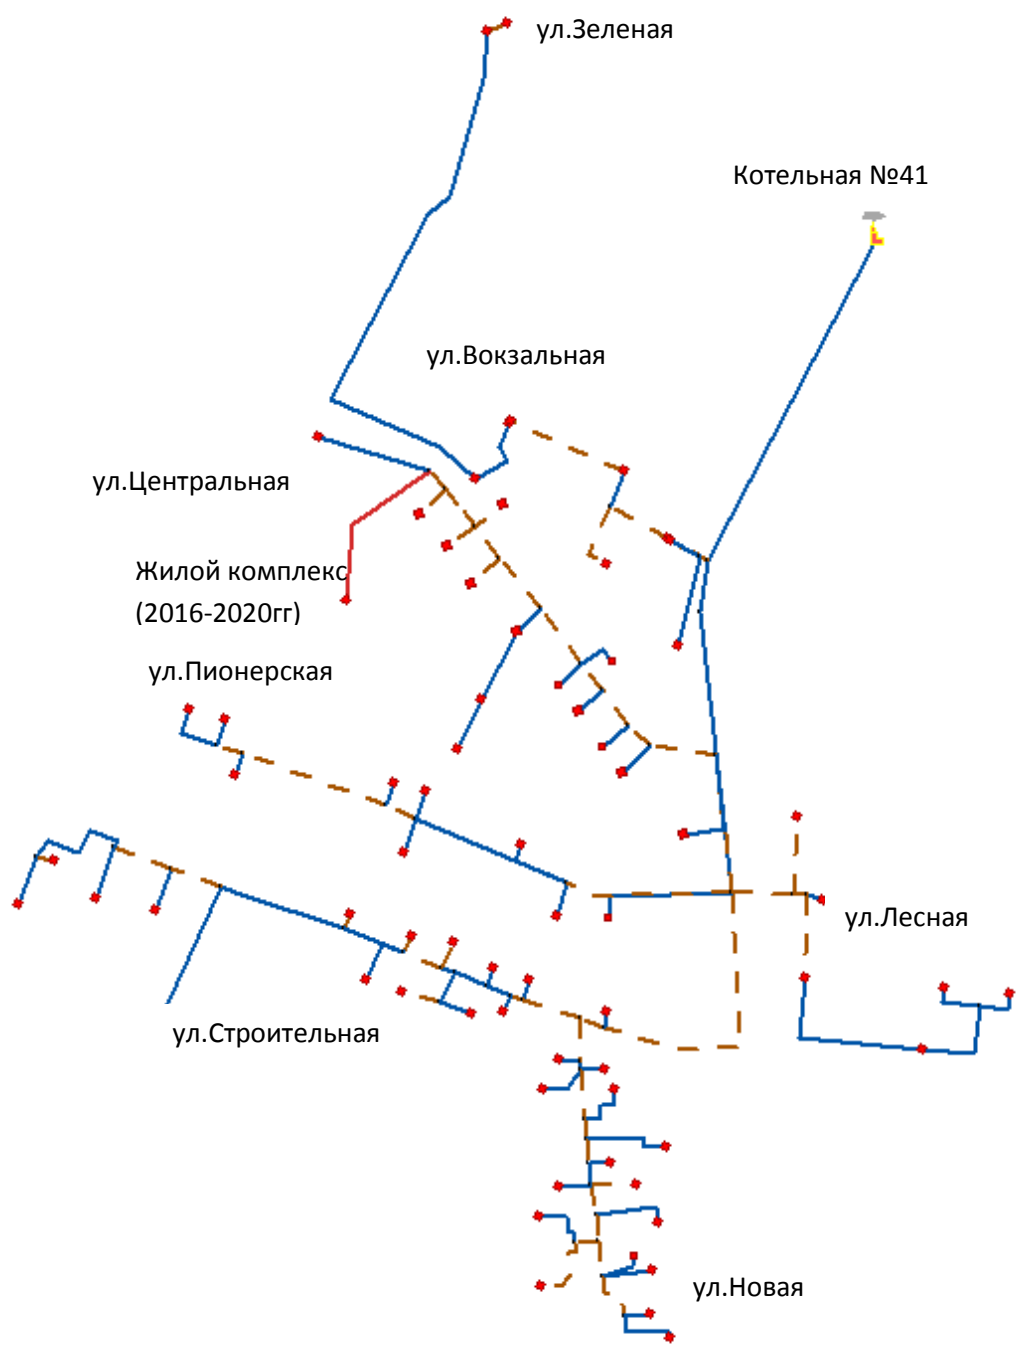 ул.Зеленая
Котельная №41
ул.Вокзальная
ул.Центральная
Жилой комплекс
(2016-2020гг)
ул.Пионерская
ул.Лесная
ул.Строительная
ул.Новая